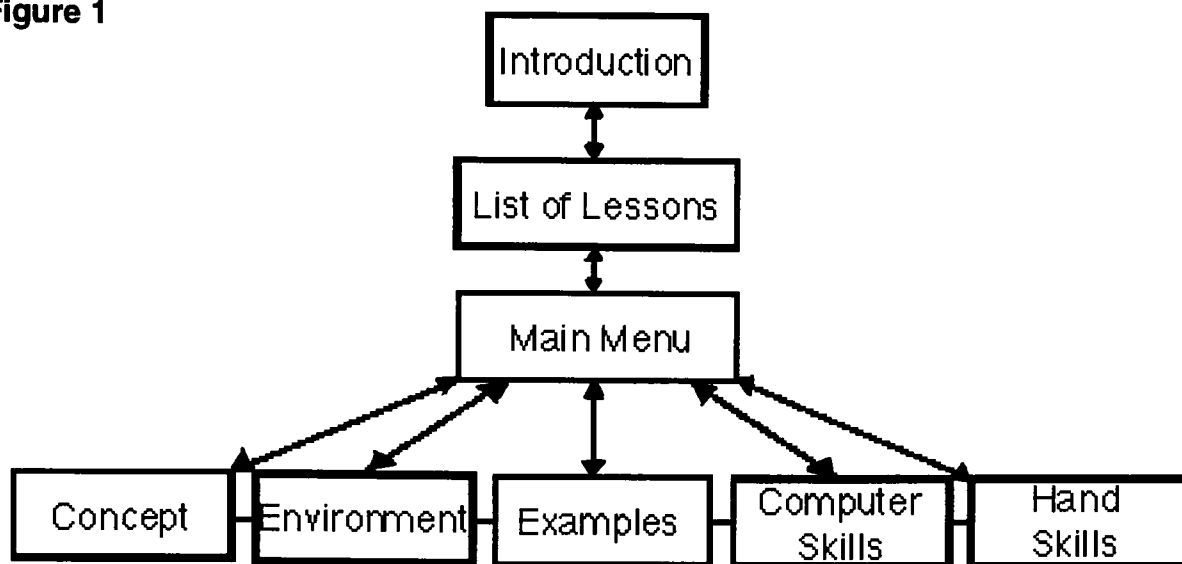 Figure 1
Introduction
List of Lessons
Main Menu
Concept
Environment
Examples
Computer
Skills
Hand
Skills